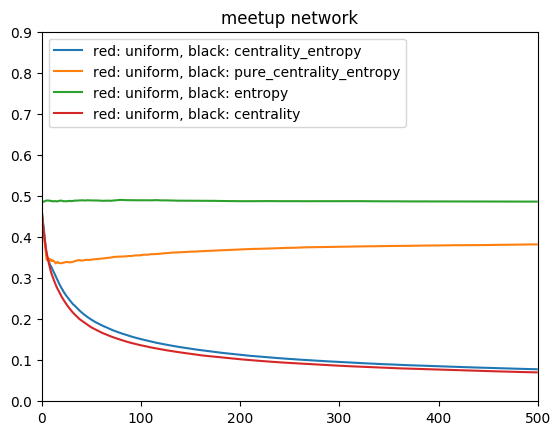 meetup network
red: uniform, black: centrality_entropy
red: uniform, black: pure_centrality_entropy
red: uniform, black: entropy
red: uniform, black: centrality
0.9
0.8
0.7
0.6
0.5
0.4
0.3
0.2
0.1
0.0
0 100 200 300 400 500